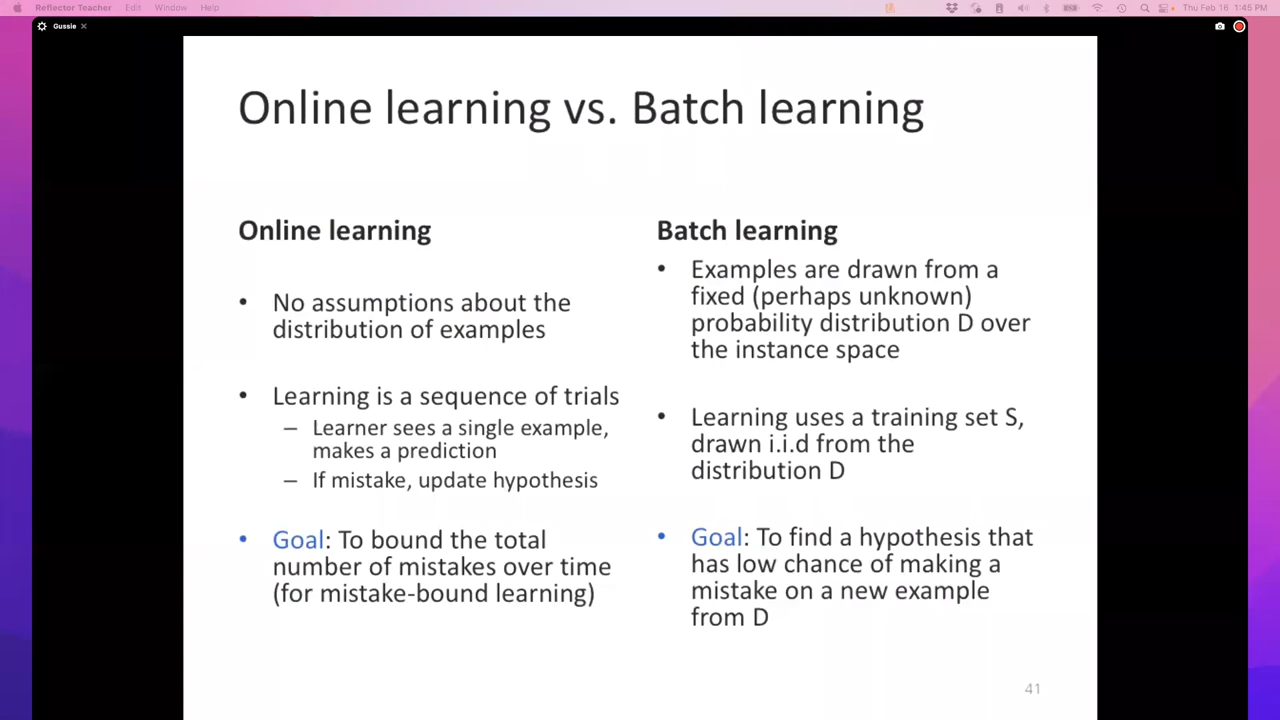 Reflector Teacher Edit Window Help Thu Feb 16 1:45 PM
Gussie
Online learning vs. Batch learning
Online learning
• No assumptions about the
distribution of examples
• Learning is a sequence of trials
– Learner sees a single example,
makes a prediction
– If mistake, update hypothesis
• Goal: To bound the total
number of mistakes over time
(for mistake-bound learning)
Batch learning
• Examples are drawn from a
fixed (perhaps unknown)
probability distribution D over
the instance space
• Learning uses a training set S,
drawn i.i.d from the
distribution D
• Goal: To find a hypothesis that
has low chance of making a
mistake on a new example
from D
41